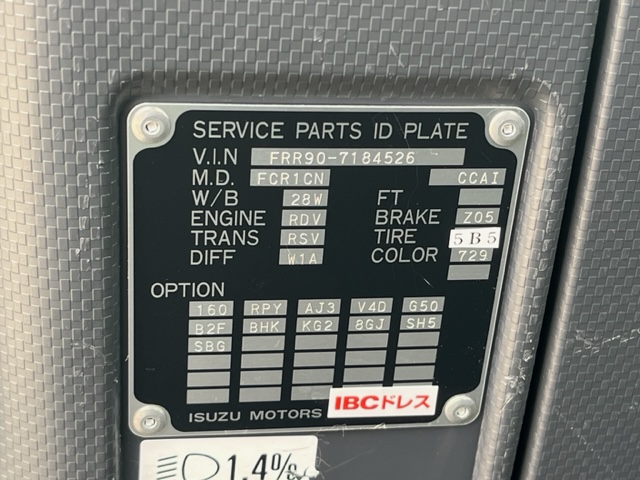 SERVICE PARTS ID PLATE
V.I.N FRR90-7184526
M.D. FCR1CN CCAI
W/B 28W FT
ENGINE RDV BRAKE Z05
TRANS RSV TIRE 5B5
DIFF W1A COLOR 729
OPTION
160 RPY AJ3 V4D G50
B2F BHK KG2 8GJ SH5
SBG
ISUZU MOTORS IBCドレス
1.4%